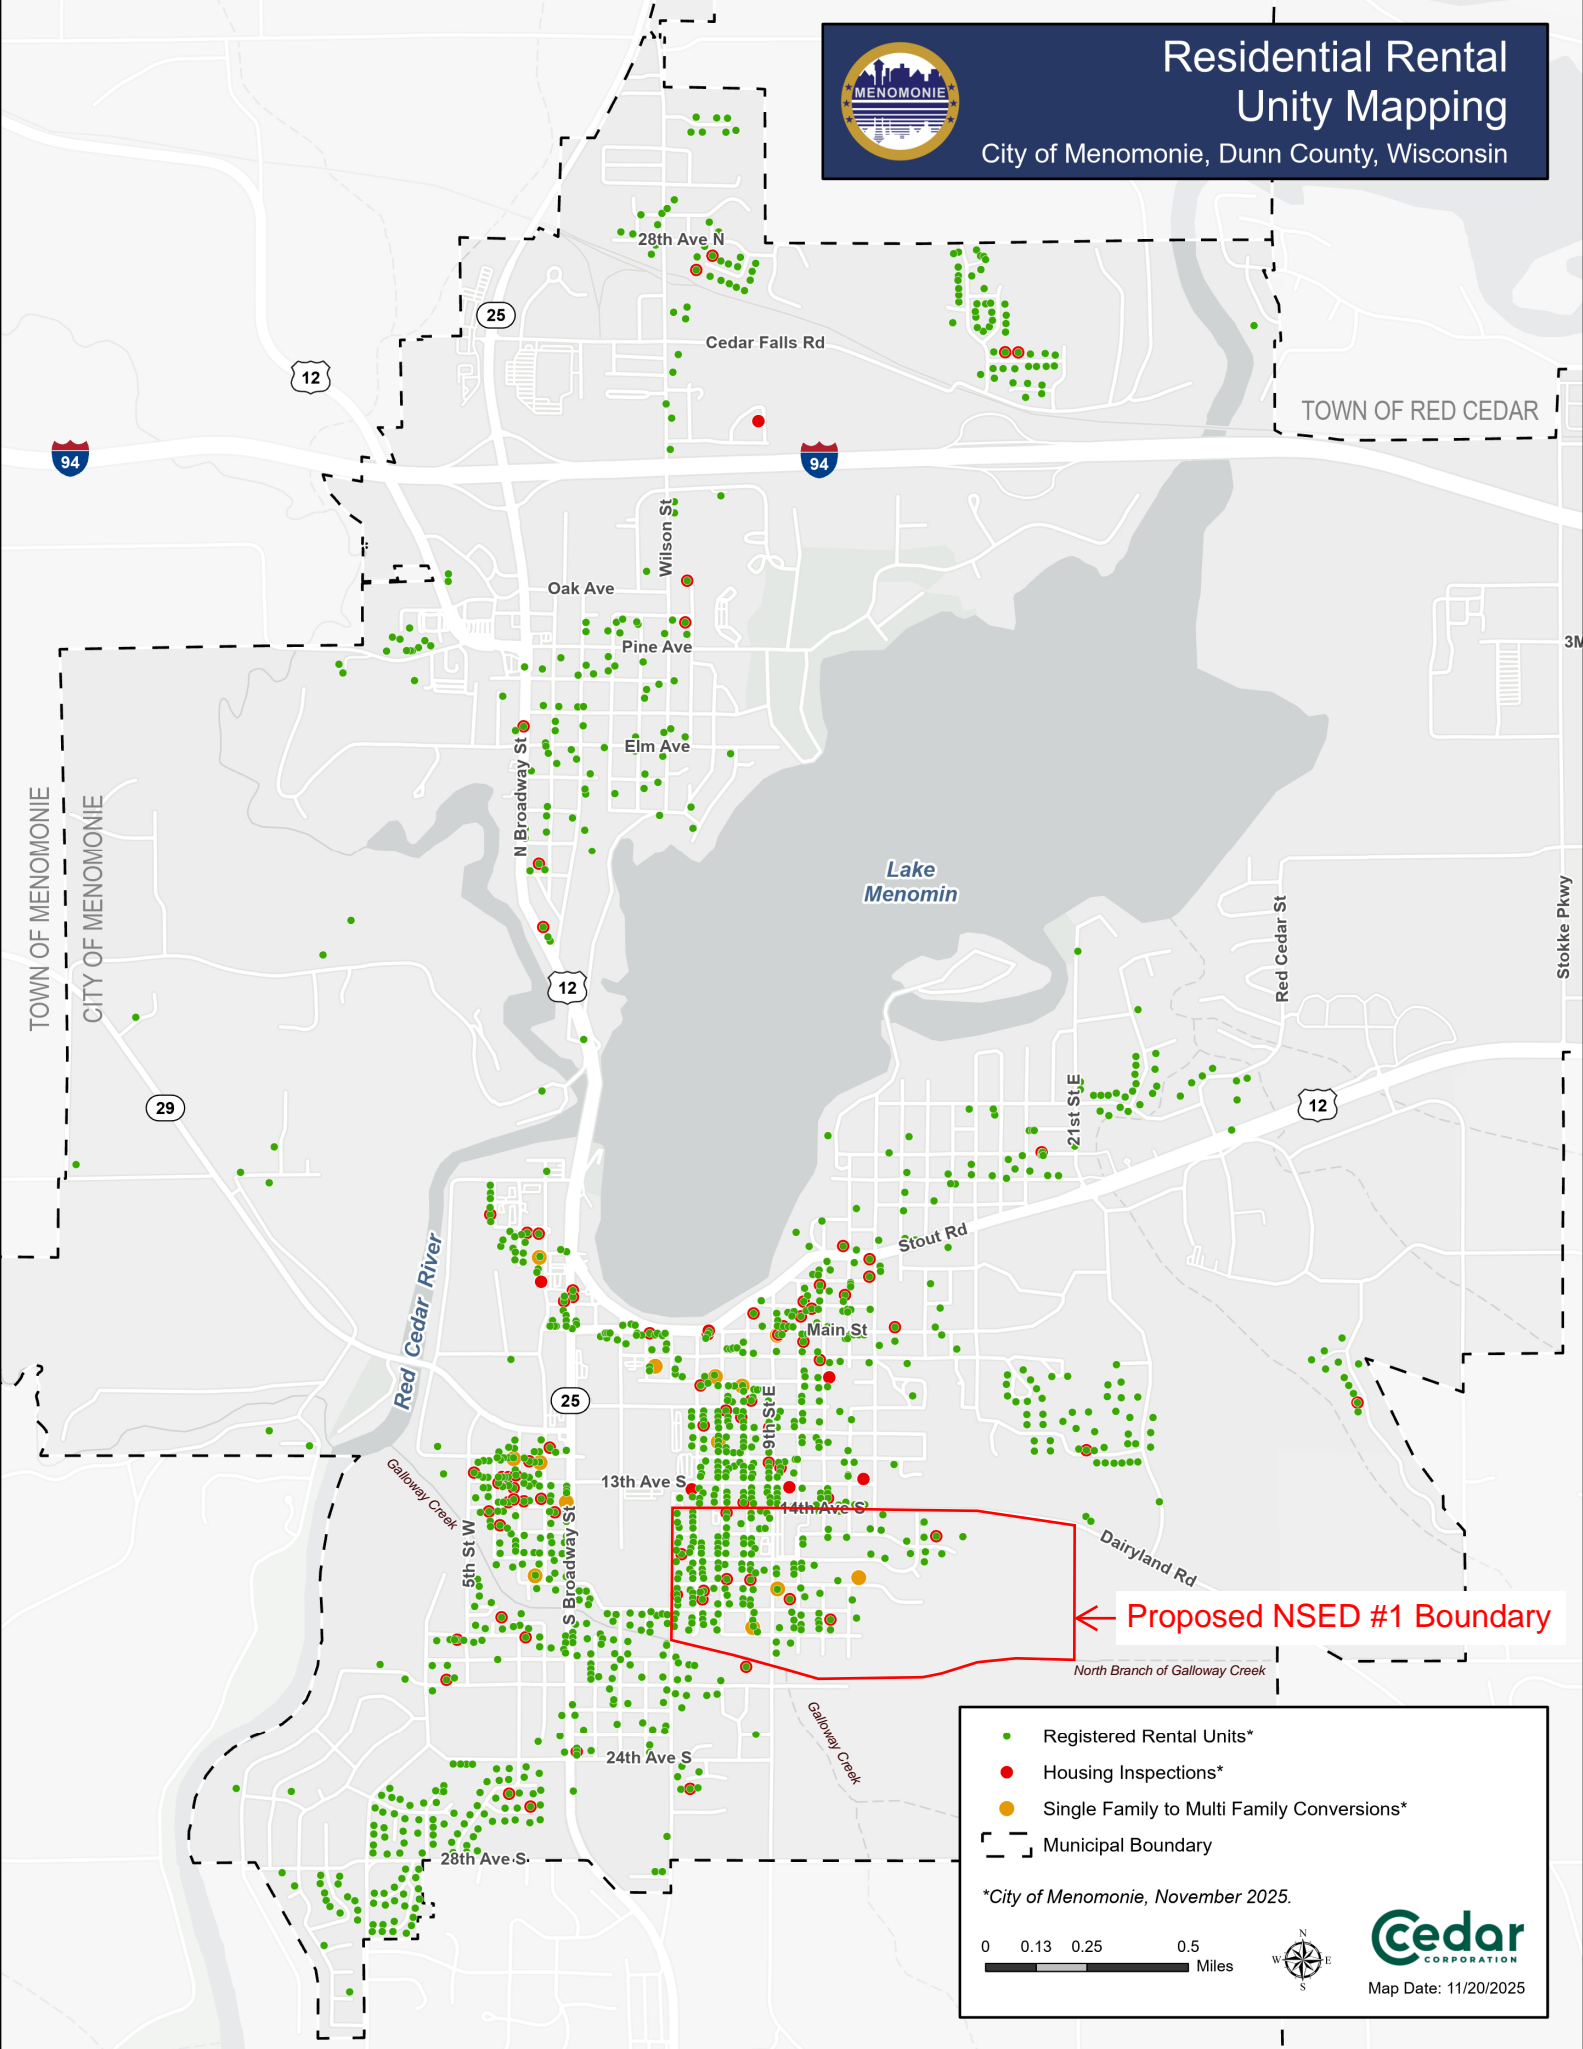 Residential Rental
Unity Mapping
City of Menomonie, Dunn County, Wisconsin
MENOMONIE
28th Ave N
25
Cedar Falls Rd
12
TOWN OF RED CEDAR
94
94
Wilson St
Oak Ave
Pine Ave
3M
Elm Ave
N Broadway St
TOWN OF MENOMONIE
CITY OF MENOMONIE
Lake
Menomin
Red Cedar St
Stokke Pkwy
12
29
21st St E
12
Red Cedar River
Stout Rd
Main St
25
9th St E
13th Ave S
14th Ave S
Galloway Creek
5th St W
S Broadway St
Dairyland Rd
Proposed NSED #1 Boundary
North Branch of Galloway Creek
Galloway Creek
24th Ave S
28th Ave S
Registered Rental Units*
Housing Inspections*
Single Family to Multi Family Conversions*
Municipal Boundary
*City of Menomonie, November 2025.
0 0.13 0.25 0.5
Miles
N
W E
S
Cedar
CORPORATION
Map Date: 11/20/2025